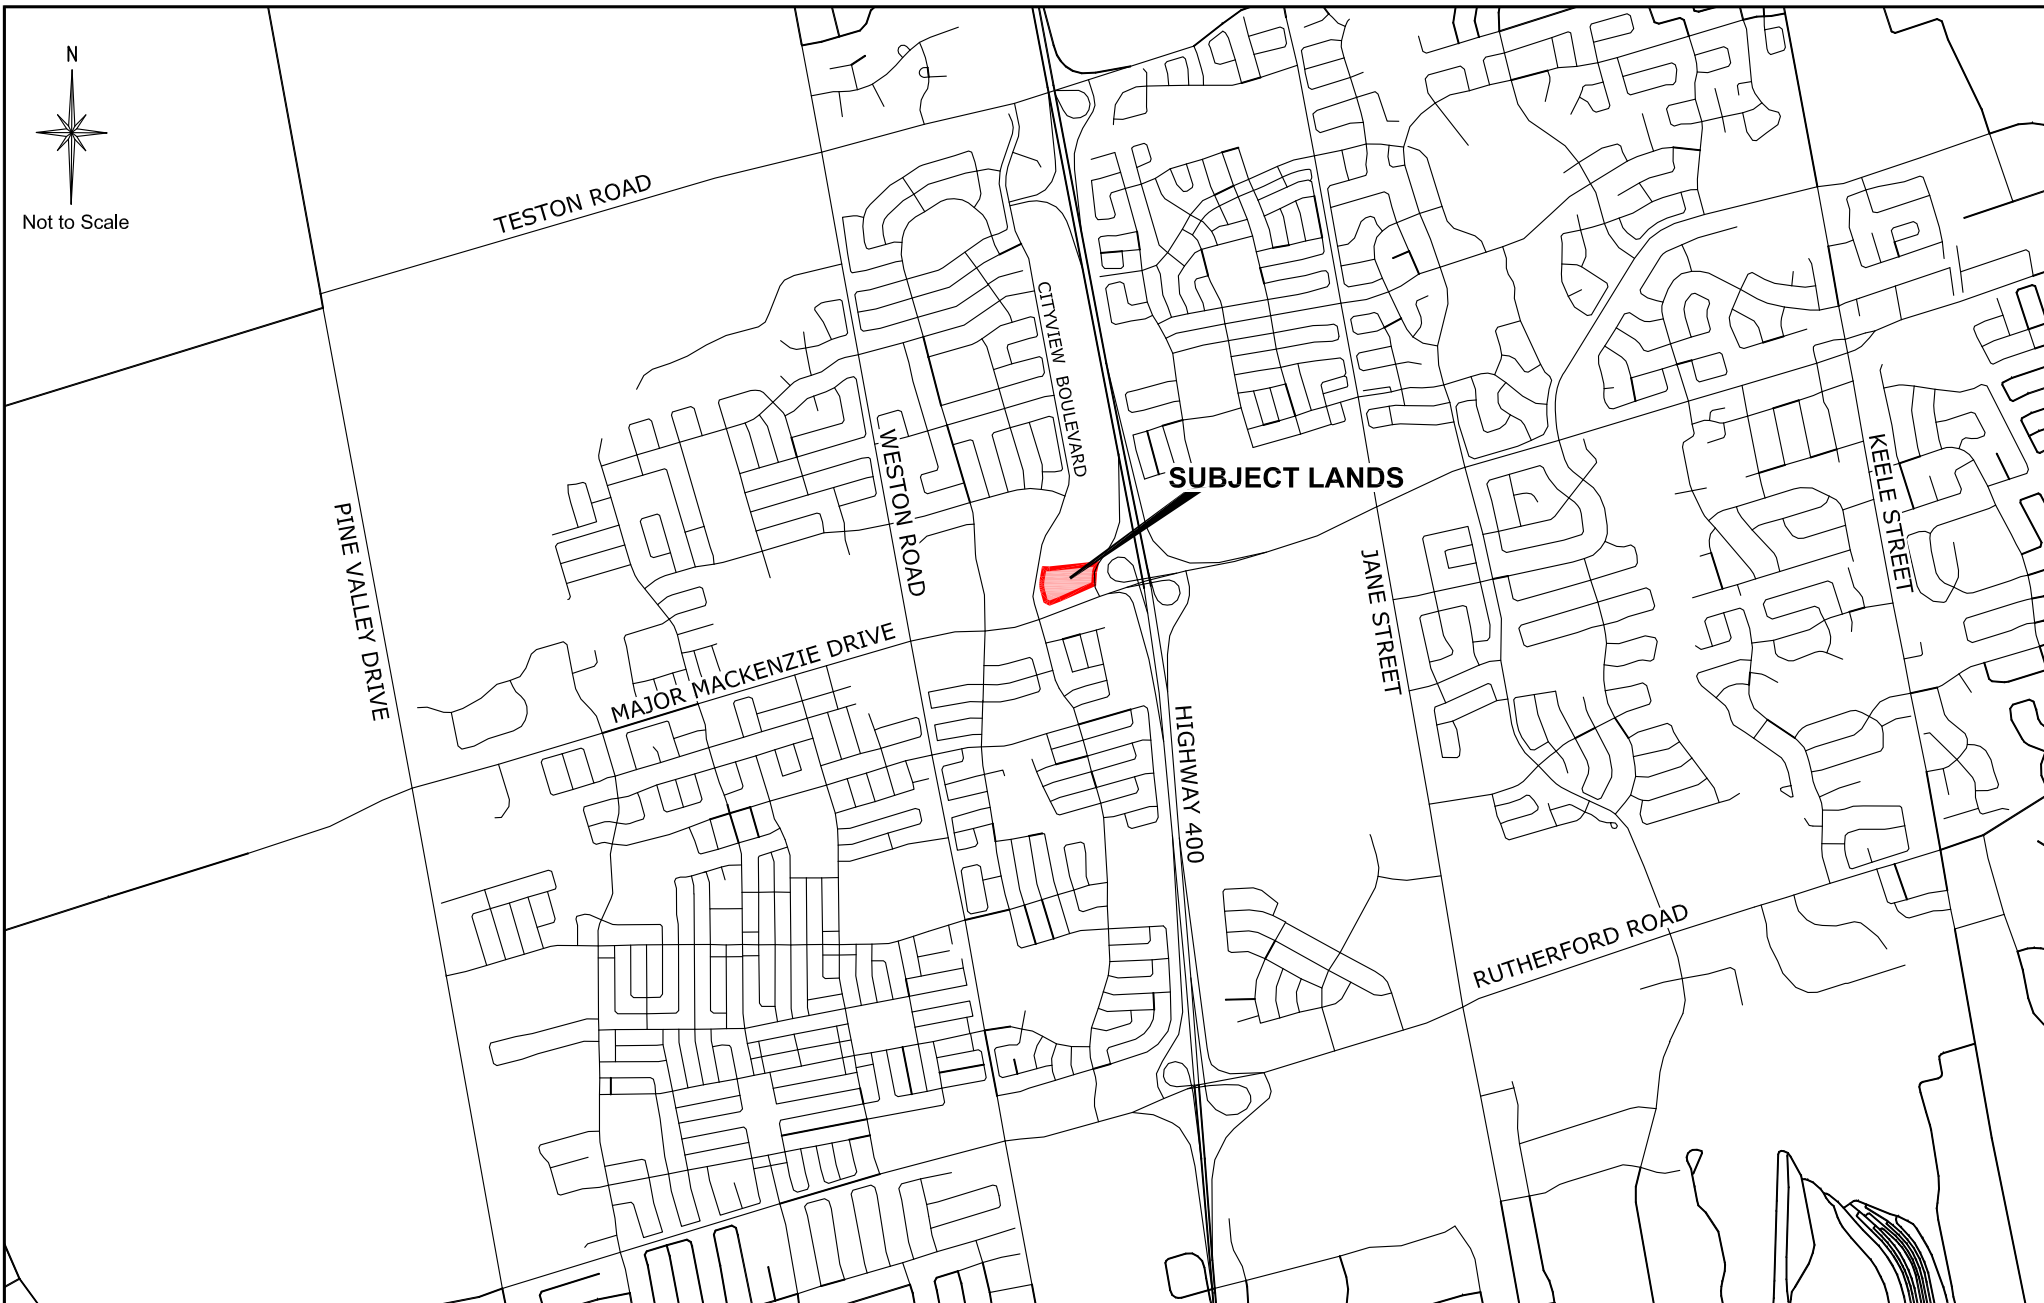 N
Not to Scale
TESTON ROAD
CITYVIEW BOULEVARD
WESTON ROAD
SUBJECT LANDS
KEELE STREET
PINE VALLEY DRIVE
JANE STREET
MAJOR MACKENZIE DRIVE
HIGHWAY 400
RUTHERFORD ROAD